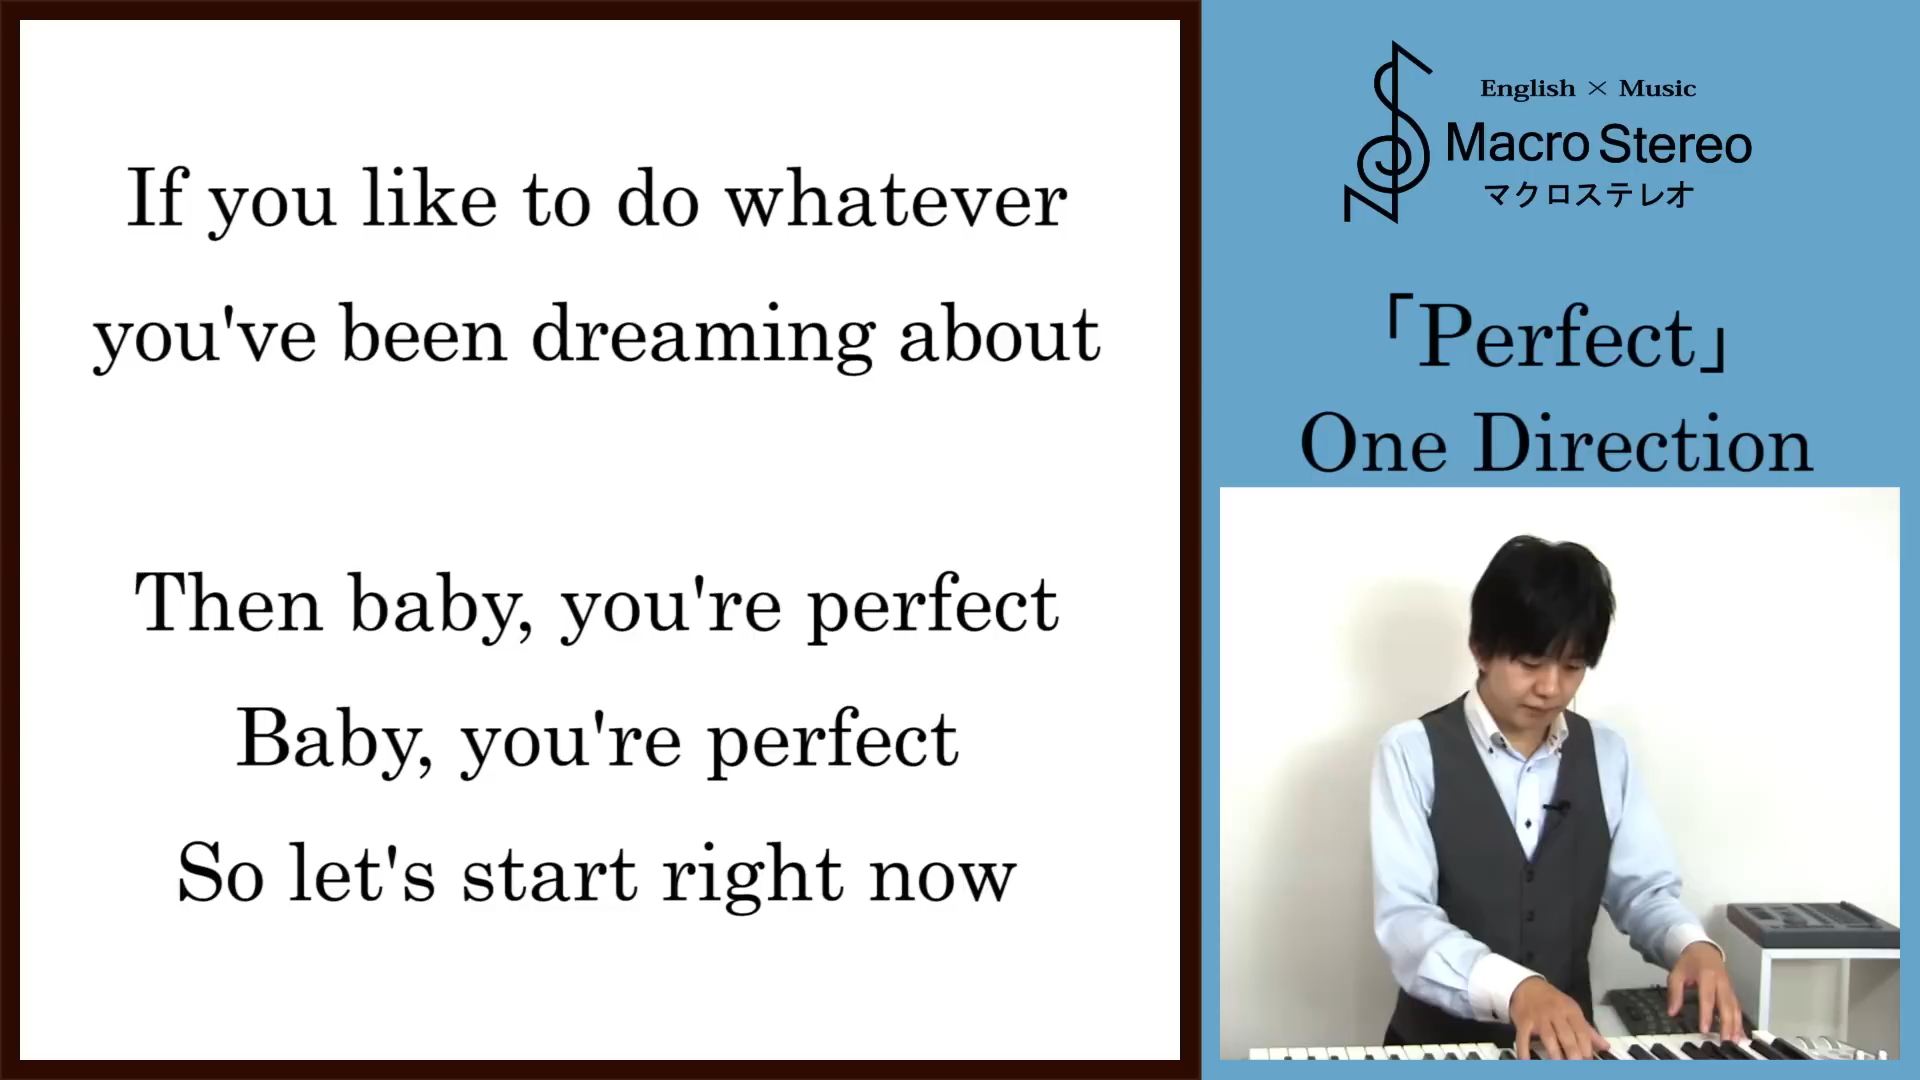 If you like to do whatever
you've been dreaming about
Then baby, you're perfect
Baby, you're perfect
So let's start right now
English × Music
Macro Stereo
マクロステレオ
「Perfect」
One Direction